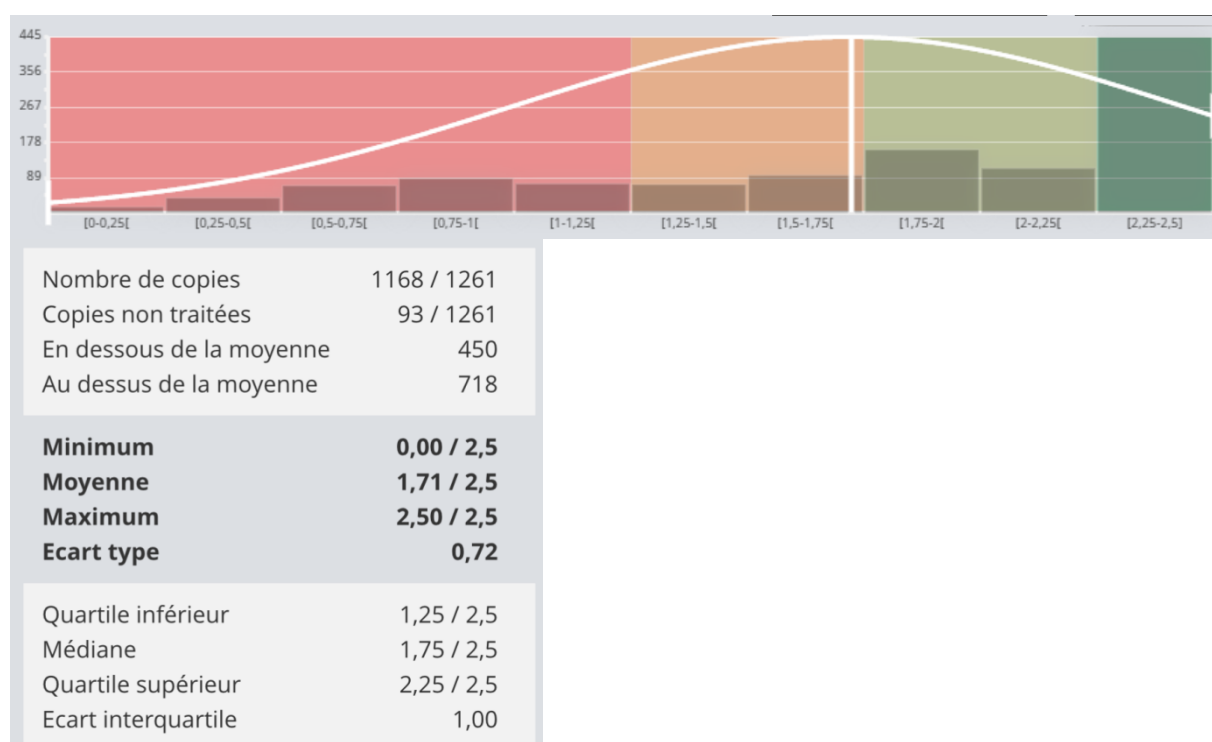 445
356
267
178
89
[0-0,25[ [0,25-0,5[ [0,5-0,75[ [0,75-1[ [1-1,25[ [1,25-1,5[ [1,5-1,75[ [1,75-2[ [2-2,25[ [2,25-2,5]
Nombre de copies 1168 / 1261
Copies non traitées 93 / 1261
En dessous de la moyenne 450
Au dessus de la moyenne 718
Minimum 0,00 / 2,5
Moyenne 1,71 / 2,5
Maximum 2,50 / 2,5
Ecart type 0,72
Quartile inférieur 1,25 / 2,5
Médiane 1,75 / 2,5
Quartile supérieur 2,25 / 2,5
Ecart interquartile 1,00